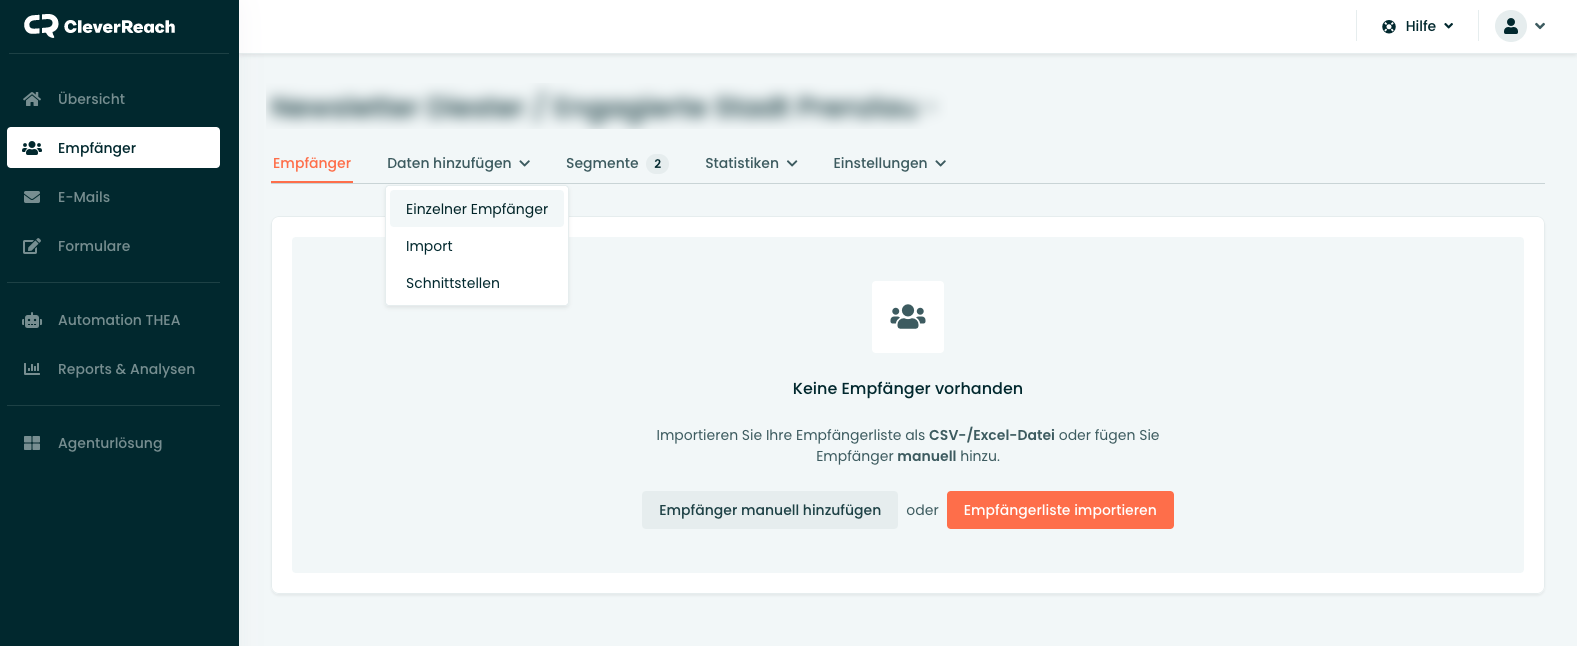 CleverReach
Hilfe
Übersicht
Empfänger
E-Mails
Formulare
Automation THEA
Reports & Analysen
Agenturlösung
Empfänger Daten hinzufügen Segmente 2 Statistiken Einstellungen
Einzelner Empfänger
Import
Schnittstellen
Keine Empfänger vorhanden
Importieren Sie Ihre Empfängerliste als CSV-/Excel-Datei oder fügen Sie
Empfänger manuell hinzu.
Empfänger manuell hinzufügen oder Empfängerliste importieren